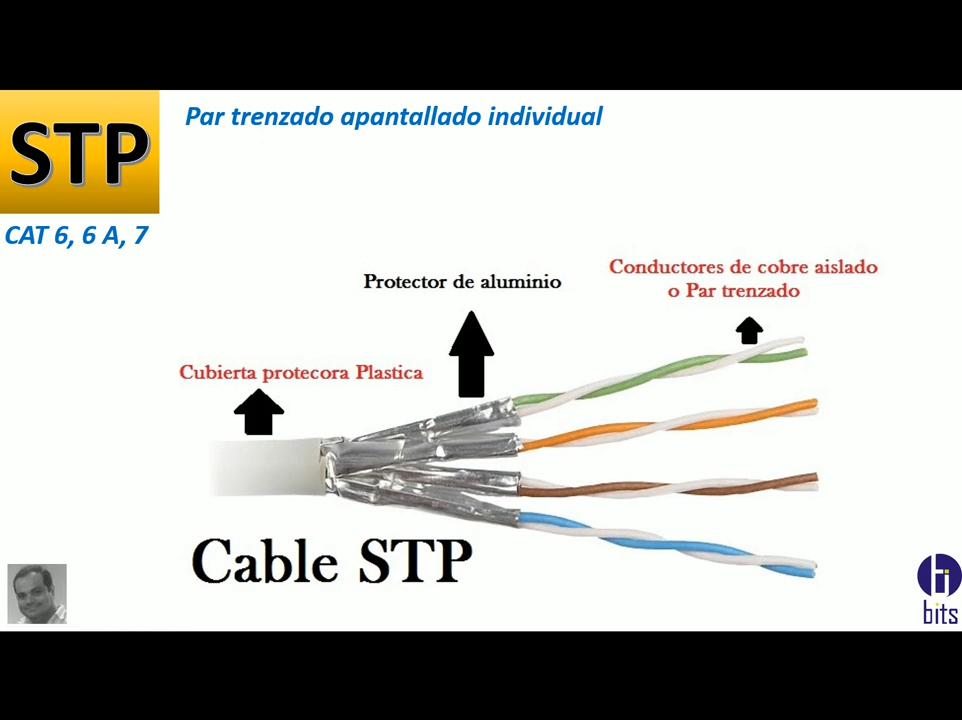 STP
Par trenzado apantallado individual
CAT 6, 6 A, 7
Conductores de cobre aislado
o Par trenzado
Protector de aluminio
Cubierta protecora Plastica
Cable STP
bits